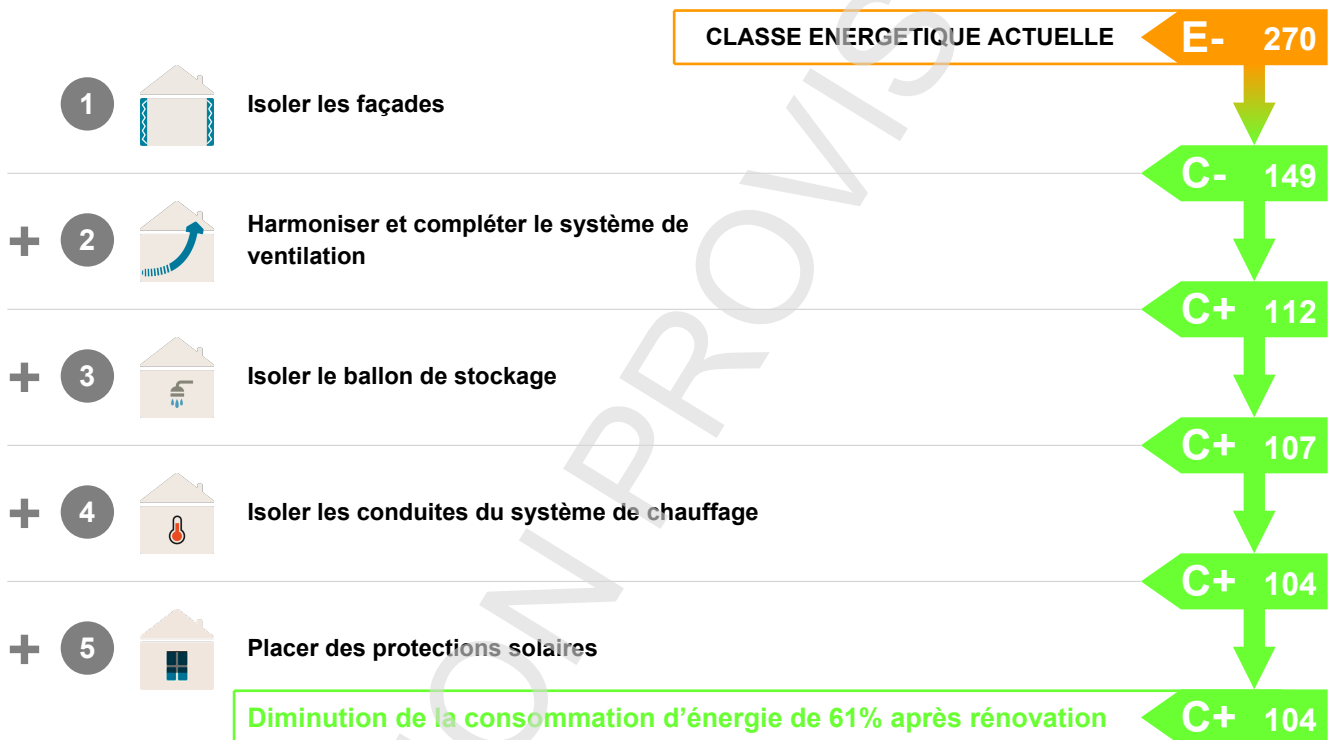 CLASSE ENERGETIQUE ACTUELLE E- 270
1 Isoler les façades
C- 149
+ 2 Harmoniser et compléter le système de
ventilation
C+ 112
+ 3 Isoler le ballon de stockage
C+ 107
+ 4 Isoler les conduites du système de chauffage
C+ 104
+ 5 Placer des protections solaires
Diminution de la consommation d’énergie de 61% après rénovation C+ 104
ON PROVIS